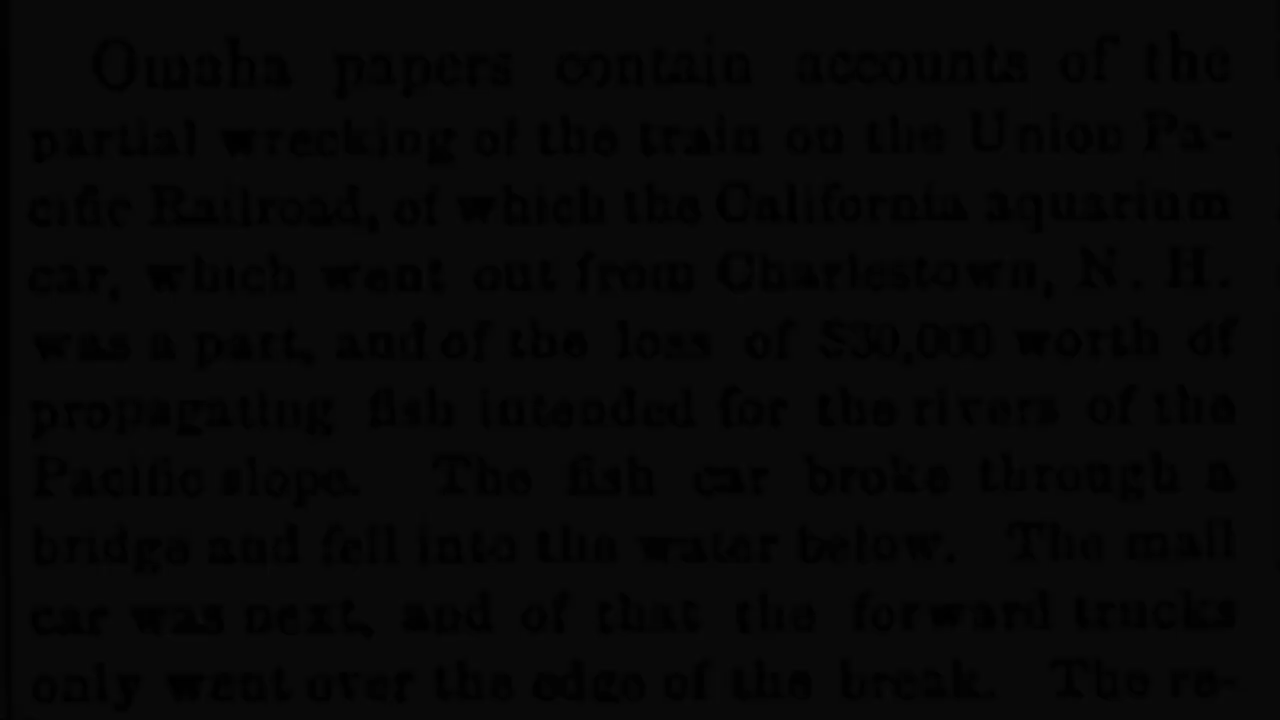 Omaha papers contain accounts of the
partial wrecking of the train on the Union Pa-
cific Railroad, of which the California aquarium
car, which went out from Charlestown, N. H.
was a part, and of the loss of $30,000 worth of
propagating fish intended for the rivers of the
Pacific slope. The fish car broke through a
bridge and fell into the water below. The mail
car was next, and of that the forward trucks
only went over the edge of the break. The re-